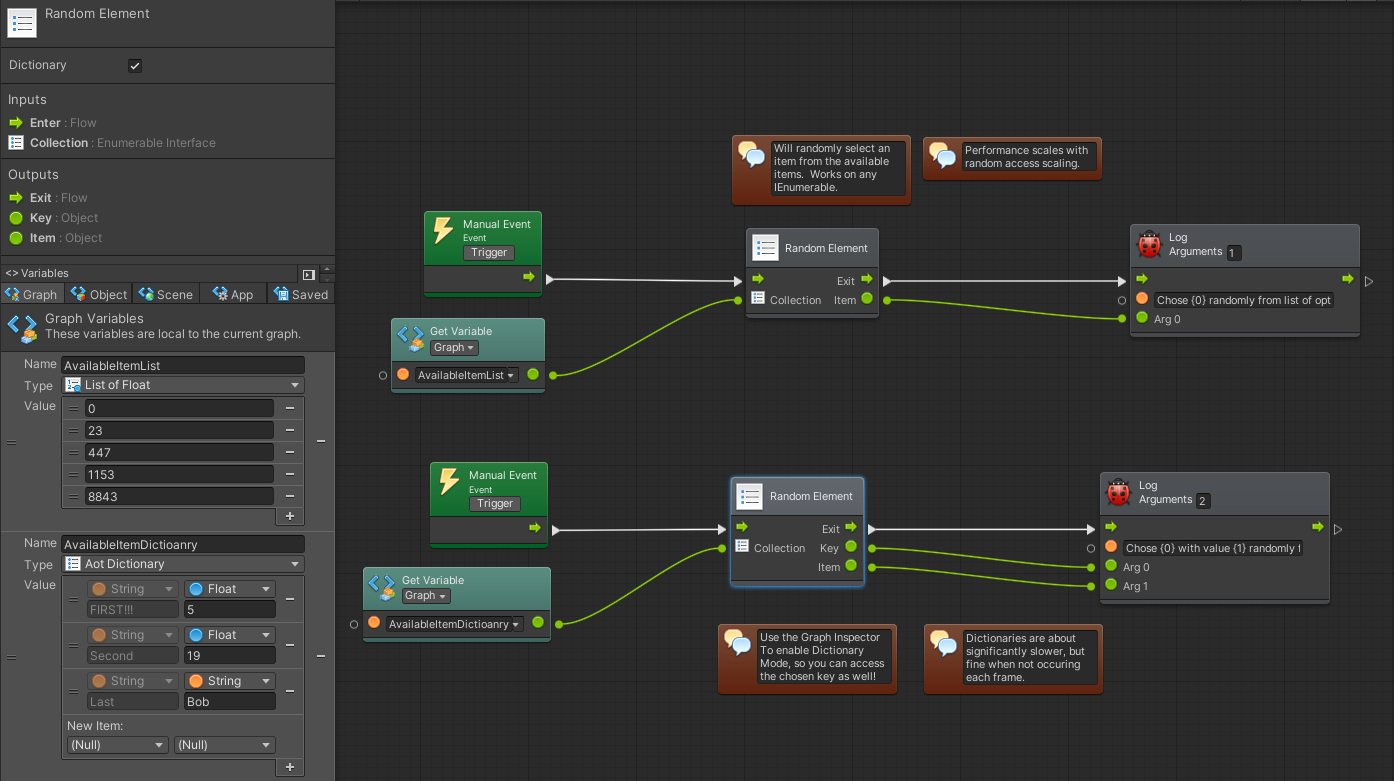 Random Element
Dictionary
Inputs
Enter : Flow
Collection : Enumerable Interface
Outputs
Exit : Flow
Key : Object
Item : Object
<> Variables
Graph
Object
Scene
App
Saved
Graph Variables
These variables are local to the current graph.
Name AvailableItemList
Type List of Float
Value
0
23
447
1153
8843
Name AvailableItemDictioanry
Type Aot Dictionary
Value
String Float
FIRST!!! 5
String Float
Second 19
String String
Last Bob
New Item:
(Null) (Null)
Will randomly select an
item from the available
items. Works on any
IEnumerable.
Performance scales with
random access scaling.
Manual Event
Event
Trigger
Get Variable
Graph
AvailableItemList
Random Element
Exit
Collection Item
Log
Arguments 1
Chose {0} randomly from list of opt
Arg 0
Manual Event
Event
Trigger
Get Variable
Graph
AvailableItemDictioanry
Random Element
Exit
Collection Key
Item
Log
Arguments 2
Chose {0} with value {1} randomly
Arg 0
Arg 1
Use the Graph Inspector
To enable Dictionary
Mode, so you can access
the chosen key as well!
Dictionaries are about
significantly slower, but
fine when not occuring
each frame.